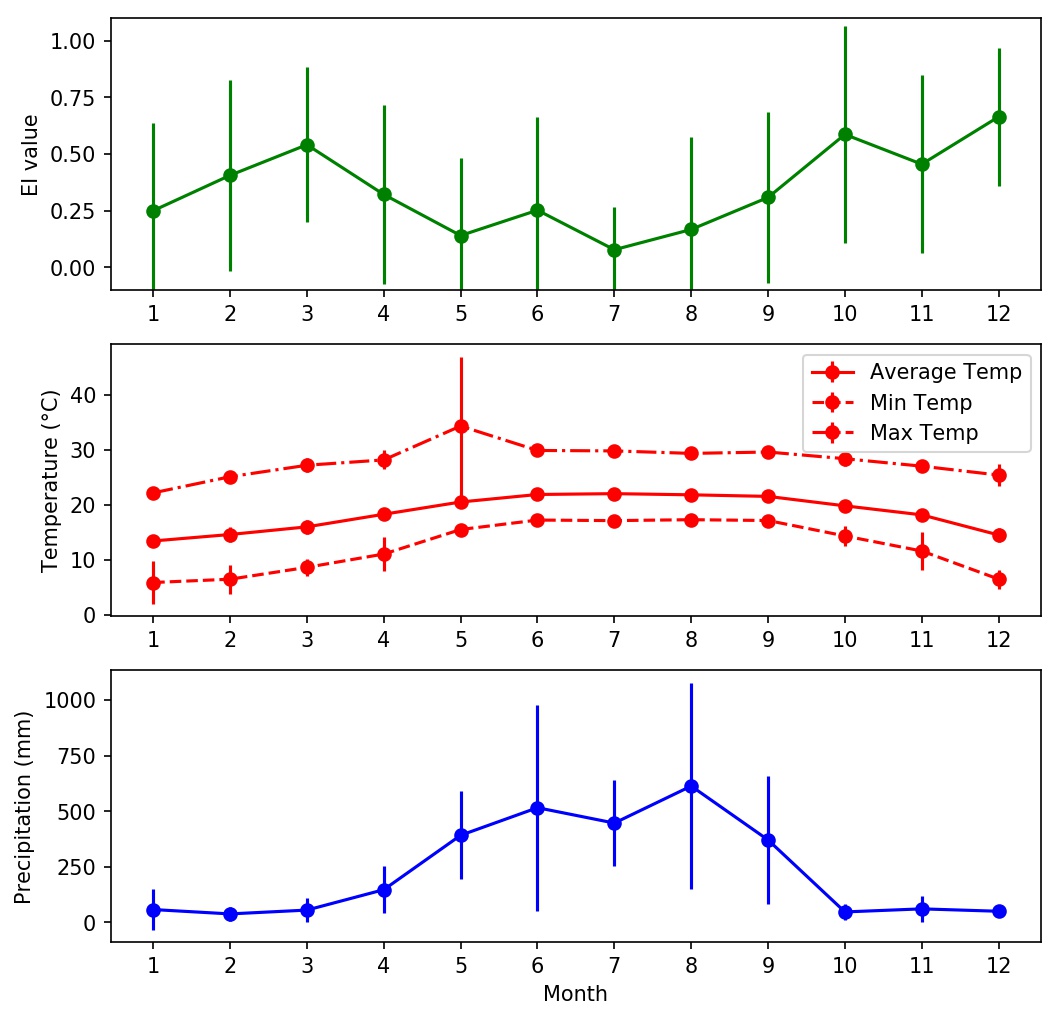 1.00
0.75
0.50
0.25
0.00
EI value
1 2 3 4 5 6 7 8 9 10 11 12
Average Temp
Min Temp
Max Temp
40
30
20
10
0
Temperature (°C)
1 2 3 4 5 6 7 8 9 10 11 12
1000
750
500
250
0
Precipitation (mm)
1 2 3 4 5 6 7 8 9 10 11 12
Month